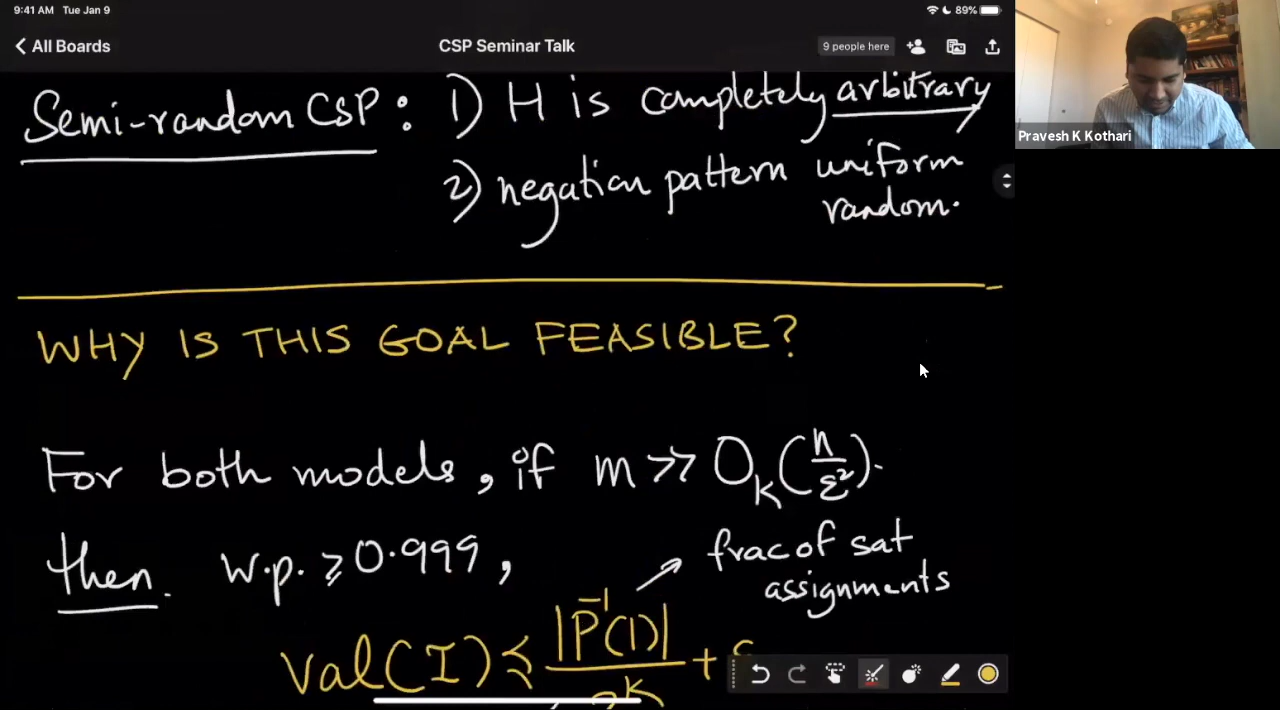 9:41 AM Tue Jan 9
89%
All Boards
CSP Seminar Talk
9 people here
Pravesh K Kothari
Semi-random CSP: 1) H is completely arbitrary
2) negation pattern uniform
random.
WHY IS THIS GOAL FEASIBLE?
For both models, if m >> O_k(n/ε²).
then. w.p. ⩾ 0.999,
frac of sat
assignments
Val(I) ⩽ |P⁻¹(1)|/2^k +